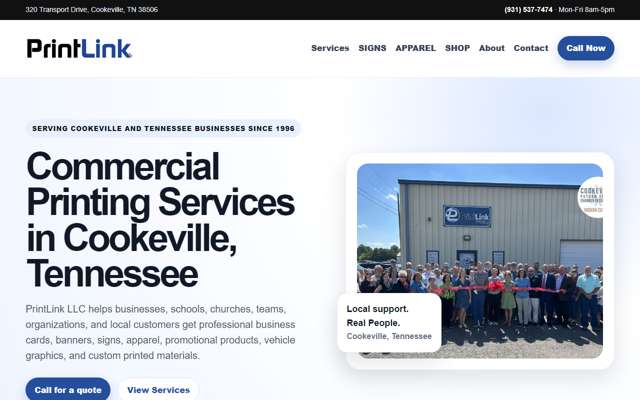 320 Transport Drive, Cookeville, TN 38506
(931) 537-7474 · Mon-Fri 8am-5pm
PrintLink
Services SIGNS APPAREL SHOP About Contact Call Now
SERVING COOKEVILLE AND TENNESSEE BUSINESSES SINCE 1996
Commercial
Printing Services
in Cookeville,
Tennessee
PrintLink LLC helps businesses, schools, churches, teams,
organizations, and local customers get professional business
cards, banners, signs, apparel, promotional products, vehicle
graphics, and custom printed materials.
Call for a quote View Services
PrintLink
Local support.
Real People.
Cookeville, Tennessee